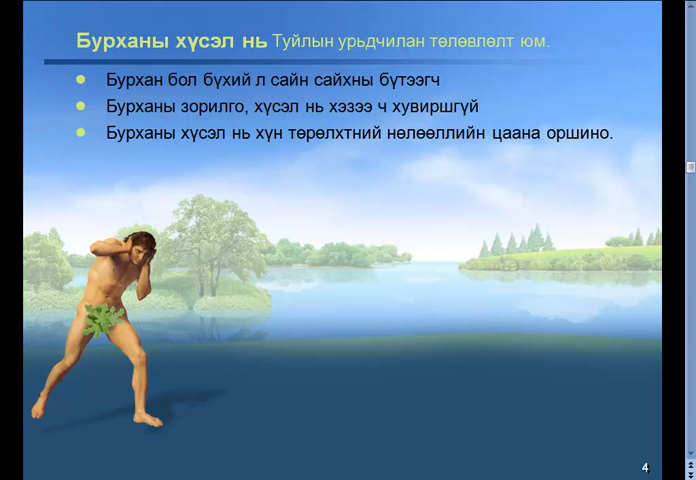 Бурханы хүсэл нь Туйлын урьдчилан төлөвлөлт юм.
Бурхан бол бүхий л сайн сайхны бүтээгч
Бурханы зорилго, хүсэл нь хэзээ ч хувиршгүй
Бурханы хүсэл нь хүн төрөлхтний нөлөөллийн цаана оршино.
4